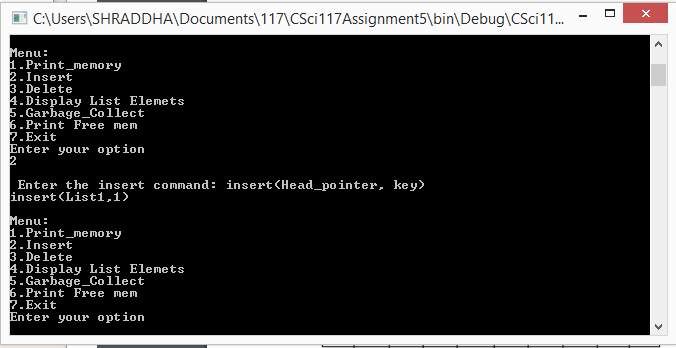 C:\Users\SHRADDHA\Documents\117\CSci117Assignment5\bin\Debug\CSci11...
Menu:
1.Print_memory
2.Insert
3.Delete
4.Display List Elemets
5.Garbage_Collect
6.Print Free mem
7.Exit
Enter your option
2
Enter the insert command: insert(Head_pointer, key)
insert(List1,1)
Menu:
1.Print_memory
2.Insert
3.Delete
4.Display List Elemets
5.Garbage_Collect
6.Print Free mem
7.Exit
Enter your option